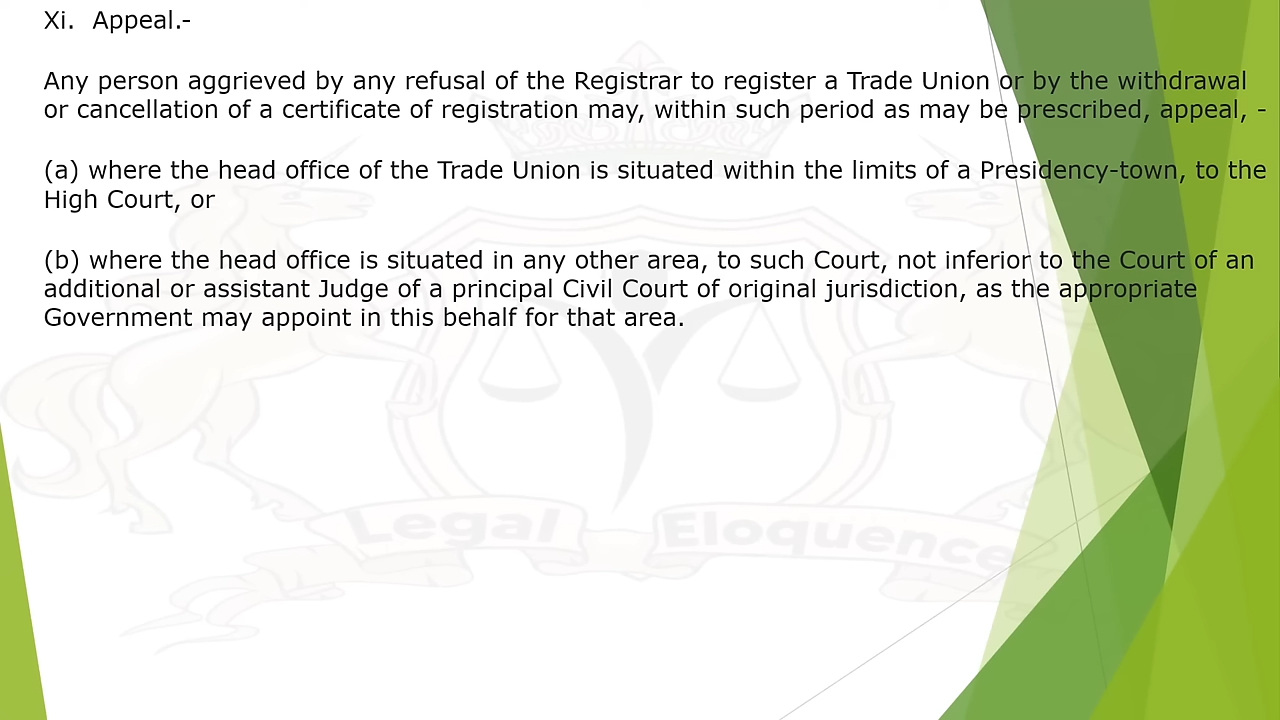 Xi. Appeal.-
Any person aggrieved by any refusal of the Registrar to register a Trade Union or by the withdrawal
or cancellation of a certificate of registration may, within such period as may be prescribed, appeal, -
(a) where the head office of the Trade Union is situated within the limits of a Presidency-town, to the
High Court, or
(b) where the head office is situated in any other area, to such Court, not inferior to the Court of an
additional or assistant Judge of a principal Civil Court of original jurisdiction, as the appropriate
Government may appoint in this behalf for that area.
Legal Eloquence